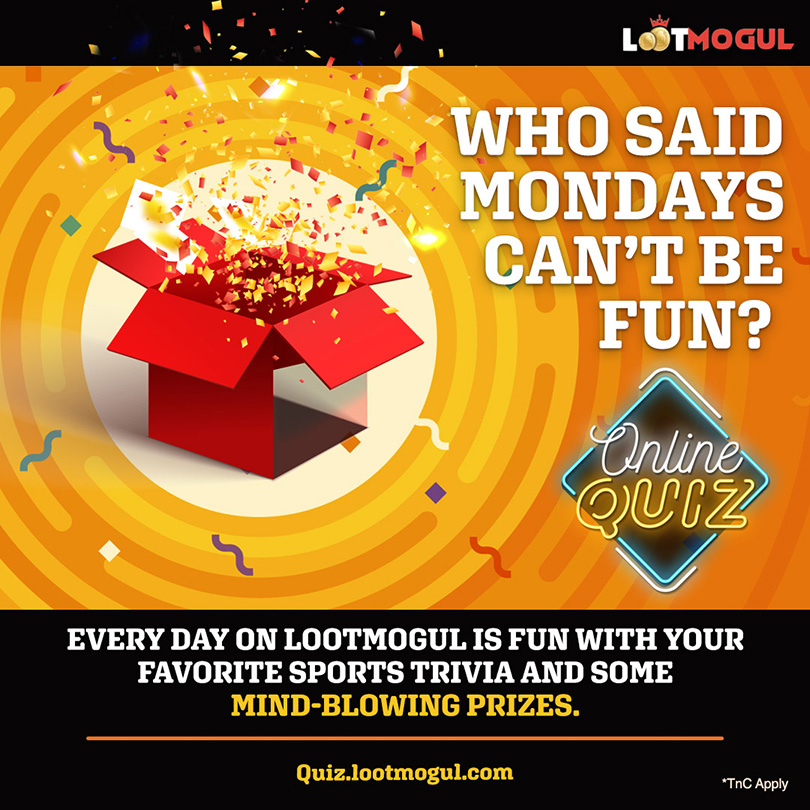 LOOTMOGUL
WHO SAID
MONDAYS
CAN'T BE
FUN?
Online
QUIZ
EVERY DAY ON LOOTMOGUL IS FUN WITH YOUR
FAVORITE SPORTS TRIVIA AND SOME
MIND-BLOWING PRIZES.
Quiz.lootmogul.com
*TnC Apply